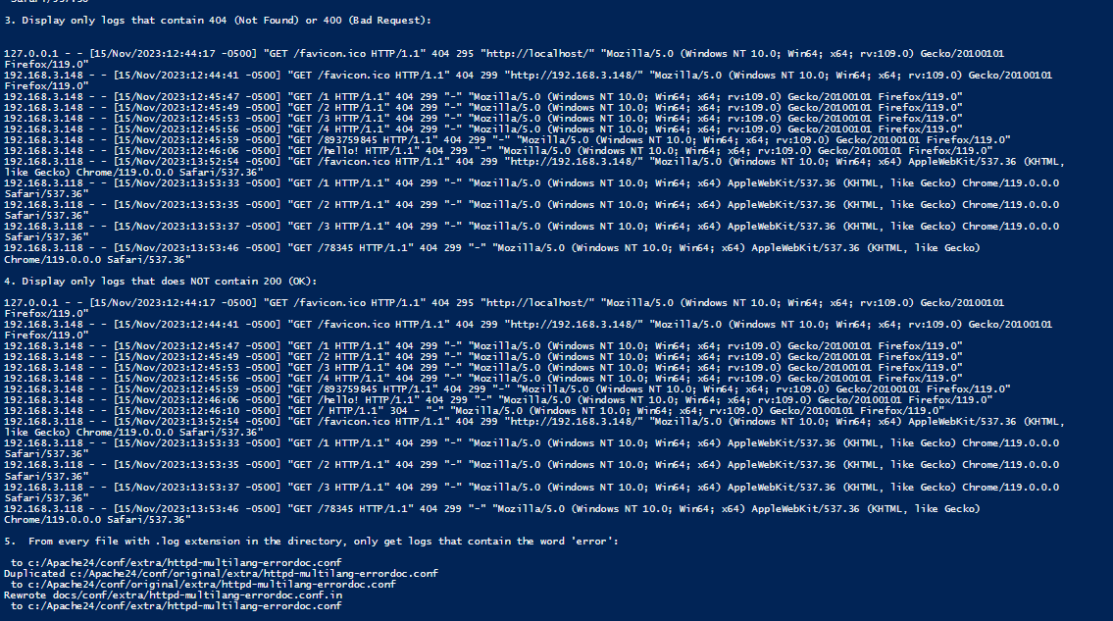 Safari/537.36"
3. Display only logs that contain 404 (Not Found) or 400 (Bad Request):
127.0.0.1 - - [15/Nov/2023:12:44:17 -0500] "GET /favicon.ico HTTP/1.1" 404 295 "http://localhost/" "Mozilla/5.0 (Windows NT 10.0; Win64; x64; rv:109.0) Gecko/20100101
Firefox/119.0"
192.168.3.148 - - [15/Nov/2023:12:44:41 -0500] "GET /favicon.ico HTTP/1.1" 404 299 "http://192.168.3.148/" "Mozilla/5.0 (Windows NT 10.0; Win64; x64; rv:109.0) Gecko/20100101
Firefox/119.0"
192.168.3.148 - - [15/Nov/2023:12:45:47 -0500] "GET /1 HTTP/1.1" 404 299 "-" "Mozilla/5.0 (Windows NT 10.0; Win64; x64; rv:109.0) Gecko/20100101 Firefox/119.0"
192.168.3.148 - - [15/Nov/2023:12:45:49 -0500] "GET /2 HTTP/1.1" 404 299 "-" "Mozilla/5.0 (Windows NT 10.0; Win64; x64; rv:109.0) Gecko/20100101 Firefox/119.0"
192.168.3.148 - - [15/Nov/2023:12:45:53 -0500] "GET /3 HTTP/1.1" 404 299 "-" "Mozilla/5.0 (Windows NT 10.0; Win64; x64; rv:109.0) Gecko/20100101 Firefox/119.0"
192.168.3.148 - - [15/Nov/2023:12:45:56 -0500] "GET /4 HTTP/1.1" 404 299 "-" "Mozilla/5.0 (Windows NT 10.0; Win64; x64; rv:109.0) Gecko/20100101 Firefox/119.0"
192.168.3.148 - - [15/Nov/2023:12:45:59 -0500] "GET /893759845 HTTP/1.1" 404 299 "-" "Mozilla/5.0 (Windows NT 10.0; Win64; x64; rv:109.0) Gecko/20100101 Firefox/119.0"
192.168.3.148 - - [15/Nov/2023:12:46:06 -0500] "GET /hello! HTTP/1.1" 404 299 "-" "Mozilla/5.0 (Windows NT 10.0; Win64; x64; rv:109.0) Gecko/20100101 Firefox/119.0"
192.168.3.118 - - [15/Nov/2023:13:52:54 -0500] "GET /favicon.ico HTTP/1.1" 404 299 "http://192.168.3.148/" "Mozilla/5.0 (Windows NT 10.0; Win64; x64) AppleWebKit/537.36 (KHTML,
like Gecko) Chrome/119.0.0.0 Safari/537.36"
192.168.3.118 - - [15/Nov/2023:13:53:33 -0500] "GET /1 HTTP/1.1" 404 299 "-" "Mozilla/5.0 (Windows NT 10.0; Win64; x64) AppleWebKit/537.36 (KHTML, like Gecko) Chrome/119.0.0.0
Safari/537.36"
192.168.3.118 - - [15/Nov/2023:13:53:35 -0500] "GET /2 HTTP/1.1" 404 299 "-" "Mozilla/5.0 (Windows NT 10.0; Win64; x64) AppleWebKit/537.36 (KHTML, like Gecko) Chrome/119.0.0.0
Safari/537.36"
192.168.3.118 - - [15/Nov/2023:13:53:37 -0500] "GET /3 HTTP/1.1" 404 299 "-" "Mozilla/5.0 (Windows NT 10.0; Win64; x64) AppleWebKit/537.36 (KHTML, like Gecko) Chrome/119.0.0.0
Safari/537.36"
192.168.3.118 - - [15/Nov/2023:13:53:46 -0500] "GET /78345 HTTP/1.1" 404 299 "-" "Mozilla/5.0 (Windows NT 10.0; Win64; x64) AppleWebKit/537.36 (KHTML, like Gecko)
Chrome/119.0.0.0 Safari/537.36"
4. Display only logs that does NOT contain 200 (OK):
127.0.0.1 - - [15/Nov/2023:12:44:17 -0500] "GET /favicon.ico HTTP/1.1" 404 295 "http://localhost/" "Mozilla/5.0 (Windows NT 10.0; Win64; x64; rv:109.0) Gecko/20100101
Firefox/119.0"
192.168.3.148 - - [15/Nov/2023:12:44:41 -0500] "GET /favicon.ico HTTP/1.1" 404 299 "http://192.168.3.148/" "Mozilla/5.0 (Windows NT 10.0; Win64; x64; rv:109.0) Gecko/20100101
Firefox/119.0"
192.168.3.148 - - [15/Nov/2023:12:45:47 -0500] "GET /1 HTTP/1.1" 404 299 "-" "Mozilla/5.0 (Windows NT 10.0; Win64; x64; rv:109.0) Gecko/20100101 Firefox/119.0"
192.168.3.148 - - [15/Nov/2023:12:45:49 -0500] "GET /2 HTTP/1.1" 404 299 "-" "Mozilla/5.0 (Windows NT 10.0; Win64; x64; rv:109.0) Gecko/20100101 Firefox/119.0"
192.168.3.148 - - [15/Nov/2023:12:45:53 -0500] "GET /3 HTTP/1.1" 404 299 "-" "Mozilla/5.0 (Windows NT 10.0; Win64; x64; rv:109.0) Gecko/20100101 Firefox/119.0"
192.168.3.148 - - [15/Nov/2023:12:45:56 -0500] "GET /4 HTTP/1.1" 404 299 "-" "Mozilla/5.0 (Windows NT 10.0; Win64; x64; rv:109.0) Gecko/20100101 Firefox/119.0"
192.168.3.148 - - [15/Nov/2023:12:45:59 -0500] "GET /893759845 HTTP/1.1" 404 299 "-" "Mozilla/5.0 (Windows NT 10.0; Win64; x64; rv:109.0) Gecko/20100101 Firefox/119.0"
192.168.3.148 - - [15/Nov/2023:12:46:06 -0500] "GET /hello! HTTP/1.1" 404 299 "-" "Mozilla/5.0 (Windows NT 10.0; Win64; x64; rv:109.0) Gecko/20100101 Firefox/119.0"
192.168.3.148 - - [15/Nov/2023:12:46:10 -0500] "GET / HTTP/1.1" 304 - "-" "Mozilla/5.0 (Windows NT 10.0; Win64; x64; rv:109.0) Gecko/20100101 Firefox/119.0"
192.168.3.118 - - [15/Nov/2023:13:52:54 -0500] "GET /favicon.ico HTTP/1.1" 404 299 "http://192.168.3.148/" "Mozilla/5.0 (Windows NT 10.0; Win64; x64) AppleWebKit/537.36 (KHTML,
like Gecko) Chrome/119.0.0.0 Safari/537.36"
192.168.3.118 - - [15/Nov/2023:13:53:33 -0500] "GET /1 HTTP/1.1" 404 299 "-" "Mozilla/5.0 (Windows NT 10.0; Win64; x64) AppleWebKit/537.36 (KHTML, like Gecko) Chrome/119.0.0.0
Safari/537.36"
192.168.3.118 - - [15/Nov/2023:13:53:35 -0500] "GET /2 HTTP/1.1" 404 299 "-" "Mozilla/5.0 (Windows NT 10.0; Win64; x64) AppleWebKit/537.36 (KHTML, like Gecko) Chrome/119.0.0.0
Safari/537.36"
192.168.3.118 - - [15/Nov/2023:13:53:37 -0500] "GET /3 HTTP/1.1" 404 299 "-" "Mozilla/5.0 (Windows NT 10.0; Win64; x64) AppleWebKit/537.36 (KHTML, like Gecko) Chrome/119.0.0.0
Safari/537.36"
192.168.3.118 - - [15/Nov/2023:13:53:46 -0500] "GET /78345 HTTP/1.1" 404 299 "-" "Mozilla/5.0 (Windows NT 10.0; Win64; x64) AppleWebKit/537.36 (KHTML, like Gecko)
Chrome/119.0.0.0 Safari/537.36"
5.  From every file with .log extension in the directory, only get logs that contain the word 'error':
to c:/Apache24/conf/extra/httpd-multilang-errordoc.conf
Duplicated c:/Apache24/conf/original/extra/httpd-multilang-errordoc.conf
to c:/Apache24/conf/original/extra/httpd-multilang-errordoc.conf
Rewrote docs/conf/extra/httpd-multilang-errordoc.conf.in
to c:/Apache24/conf/extra/httpd-multilang-errordoc.conf